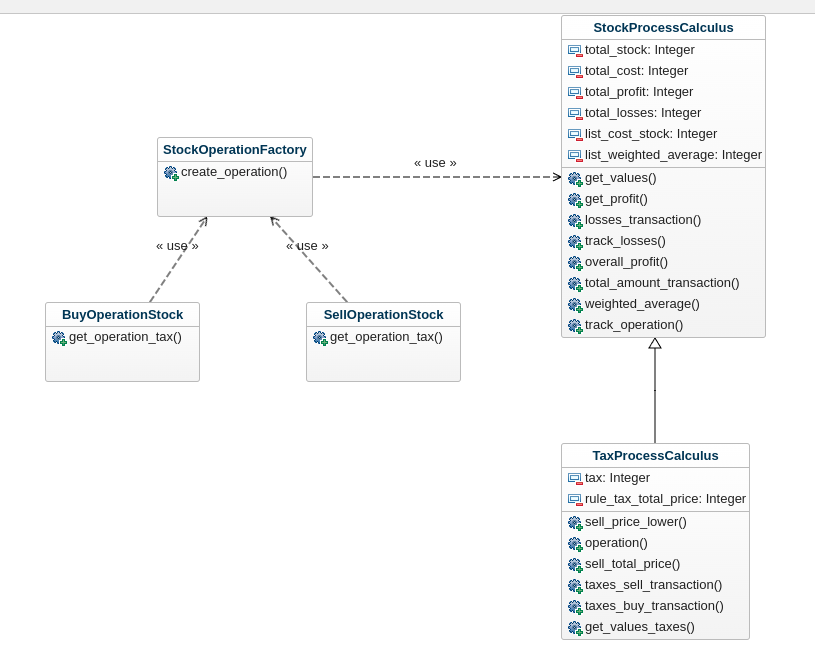 StockProcessCalculus
total_stock: Integer
total_cost: Integer
total_profit: Integer
total_losses: Integer
list_cost_stock: Integer
list_weighted_average: Integer
get_values()
get_profit()
losses_transaction()
track_losses()
overall_profit()
total_amount_transaction()
weighted_average()
track_operation()
StockOperationFactory
create_operation()
« use »
« use »
« use »
BuyOperationStock
get_operation_tax()
SellOperationStock
get_operation_tax()
TaxProcessCalculus
tax: Integer
rule_tax_total_price: Integer
sell_price_lower()
operation()
sell_total_price()
taxes_sell_transaction()
taxes_buy_transaction()
get_values_taxes()